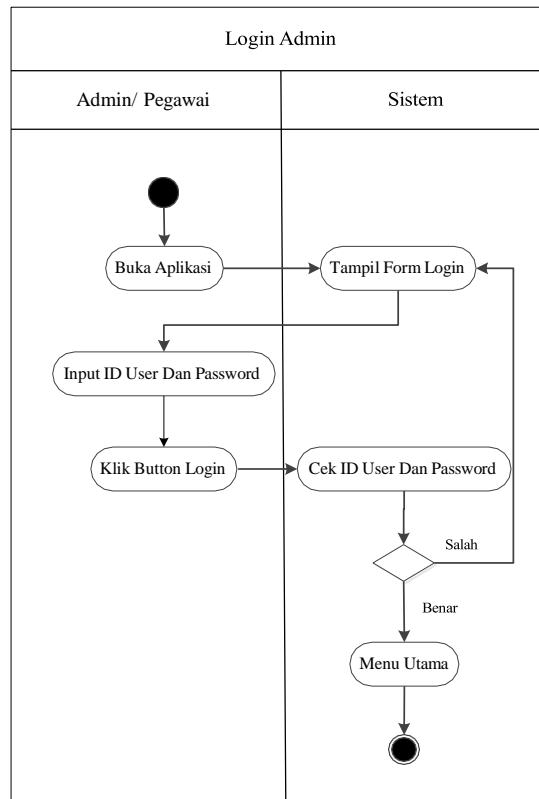 Login Admin
Admin/ Pegawai
Sistem
Buka Aplikasi
Tampil Form Login
Input ID User Dan Password
Klik Button Login
Cek ID User Dan Password
Salah
Benar
Menu Utama